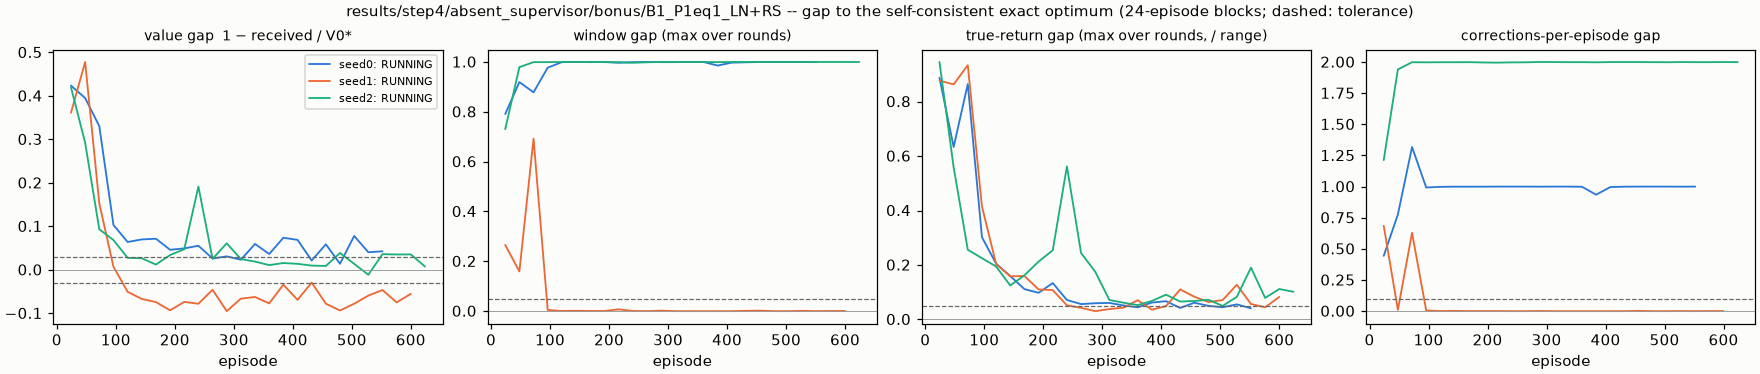 results/step4/absent_supervisor/bonus/B1_P1eq1_LN+RS -- gap to the self-consistent exact optimum (24-episode blocks; dashed: tolerance)
value gap 1 − received / V0*
0.5
0.4
0.3
0.2
0.1
0.0
−0.1
seed0: RUNNING
seed1: RUNNING
seed2: RUNNING
0 100 200 300 400 500 600
episode
window gap (max over rounds)
1.0
0.8
0.6
0.4
0.2
0.0
0 100 200 300 400 500 600
episode
true-return gap (max over rounds, / range)
0.8
0.6
0.4
0.2
0.0
0 100 200 300 400 500 600
episode
corrections-per-episode gap
2.00
1.75
1.50
1.25
1.00
0.75
0.50
0.25
0.00
0 100 200 300 400 500 600
episode